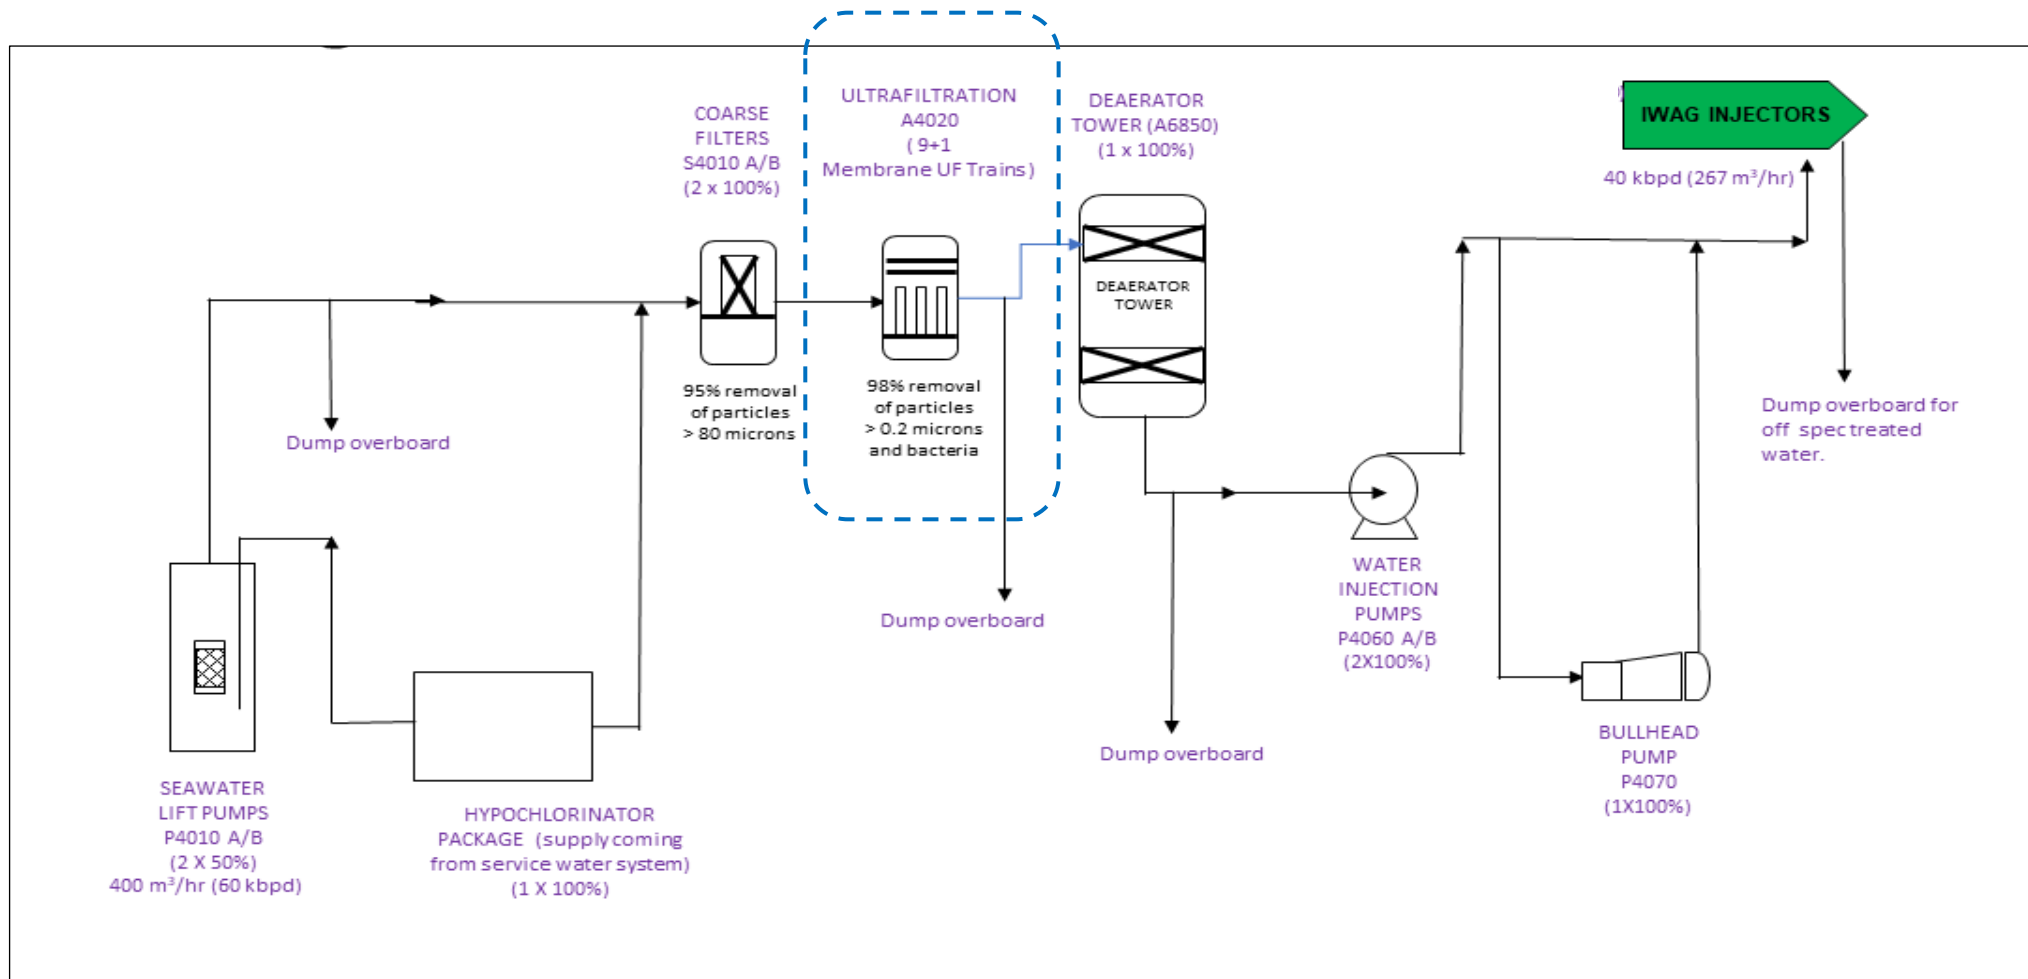 COARSE
FILTERS
S4010 A/B
(2 x 100%)
95% removal
of particles
> 80 microns
ULTRAFILTRATION
A4020
( 9+1
Membrane UF Trains)
98% removal
of particles
> 0.2 microns
and bacteria
DEAERATOR
TOWER (A6850)
(1 x 100%)
DEAERATOR
TOWER
IWAG INJECTORS
40 kbpd (267 m³/hr)
Dump overboard for
off spec treated
water.
Dump overboard
Dump overboard
Dump overboard
WATER
INJECTION
PUMPS
P4060 A/B
(2X100%)
BULLHEAD
PUMP
P4070
(1X100%)
SEAWATER
LIFT PUMPS
P4010 A/B
(2 X 50%)
400 m³/hr (60 kbpd)
HYPOCHLORINATOR
PACKAGE (supply coming
from service water system)
(1 X 100%)